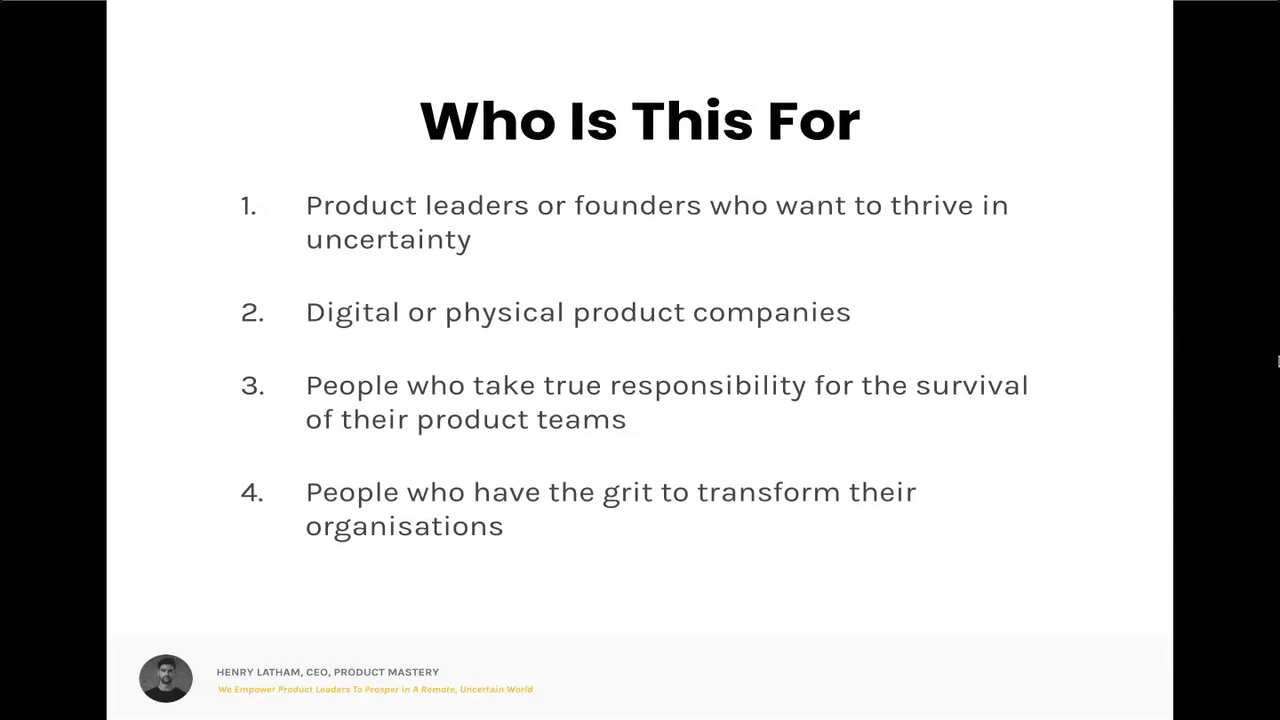 Who Is This For
1. Product leaders or founders who want to thrive in
uncertainty
2. Digital or physical product companies
3. People who take true responsibility for the survival
of their product teams
4. People who have the grit to transform their
organisations
HENRY LATHAM, CEO, PRODUCT MASTERY
We Empower Product Leaders To Prosper in A Remote, Uncertain World